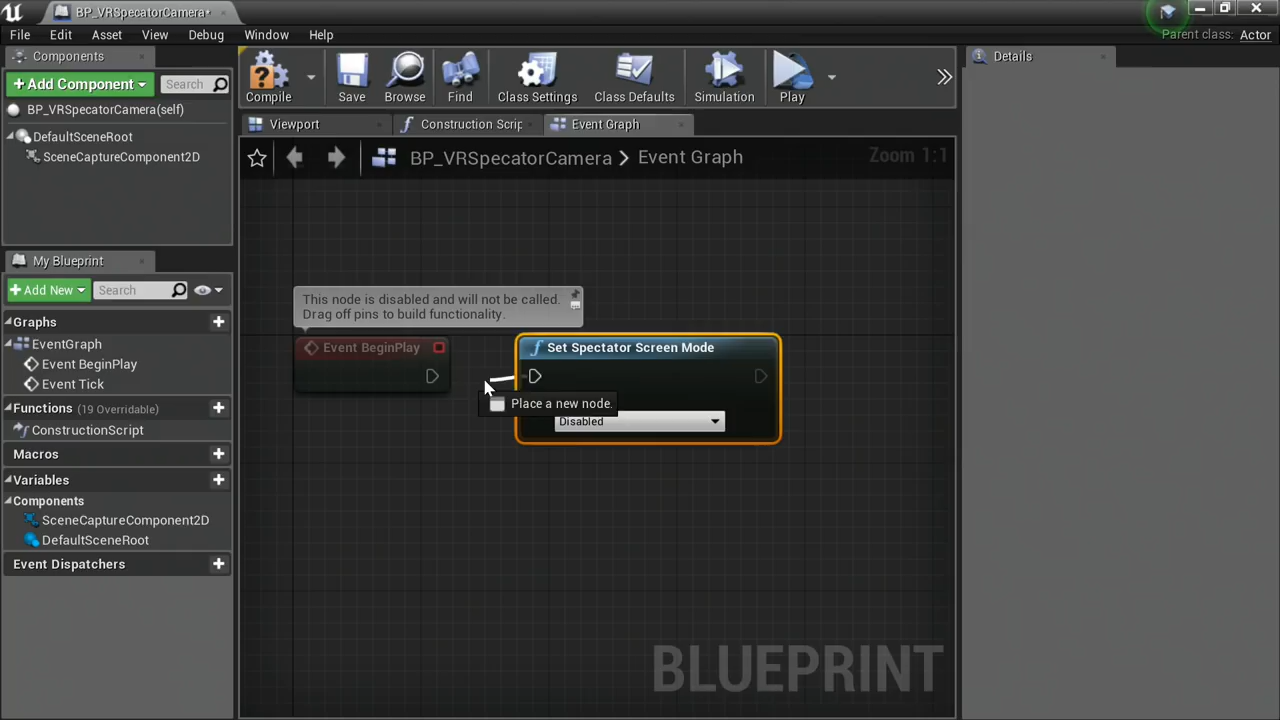 BP_VRSpecatorCamera*
File Edit Asset View Debug Window Help
Parent class: Actor
Components
+Add Component
Search
BP_VRSpecatorCamera(self)
DefaultSceneRoot
SceneCaptureComponent2D
Compile Save Browse Find Class Settings Class Defaults Simulation Play
Details
Viewport
Construction Scrip
Event Graph
BP_VRSpecatorCamera > Event Graph
Zoom 1:1
My Blueprint
+Add New
Search
Graphs
EventGraph
Event BeginPlay
Event Tick
Functions (19 Overridable)
ConstructionScript
Macros
Variables
Components
SceneCaptureComponent2D
DefaultSceneRoot
Event Dispatchers
This node is disabled and will not be called.
Drag off pins to build functionality.
Event BeginPlay
Set Spectator Screen Mode
Place a new node.
Disabled
BLUEPRINT